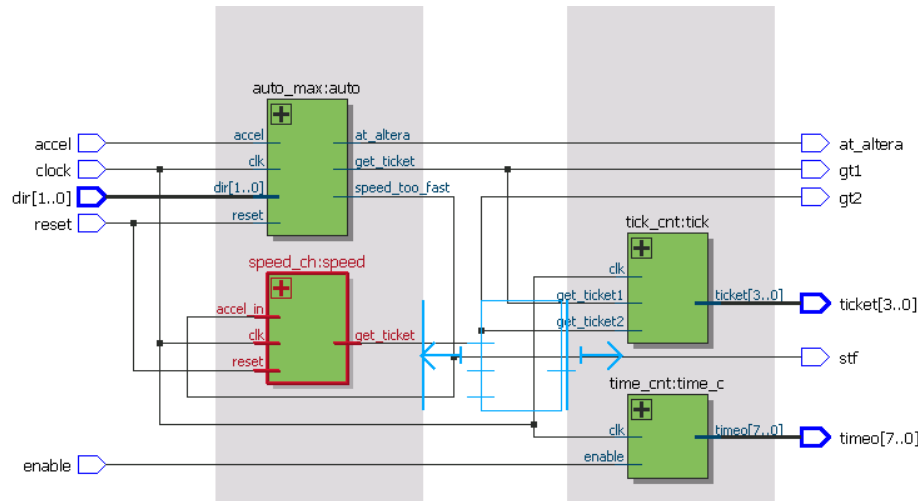 auto_max:auto
accel
accel
at_altera
at_altera
clock
clk
get_ticket
gt1
dir[1..0]
dir[1..0]
speed_too_fast
gt2
reset
reset
tick_cnt:tick
speed_ch:speed
clk
accel_in
get_ticket1
ticket[3..0]
ticket[3..0]
clk
get_ticket
get_ticket2
reset
stf
time_cnt:time_c
clk
timeo[7..0]
timeo[7..0]
enable
enable